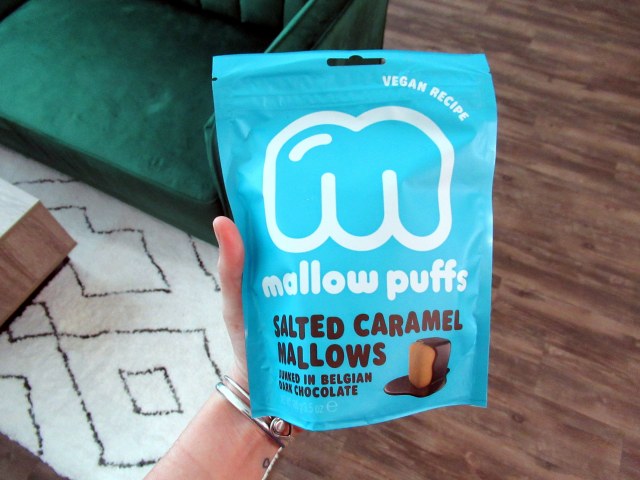 VEGAN RECIPE
mallow puffs
SALTED CARAMEL
MALLOWS
DUNKED IN BELGIAN
DARK CHOCOLATE